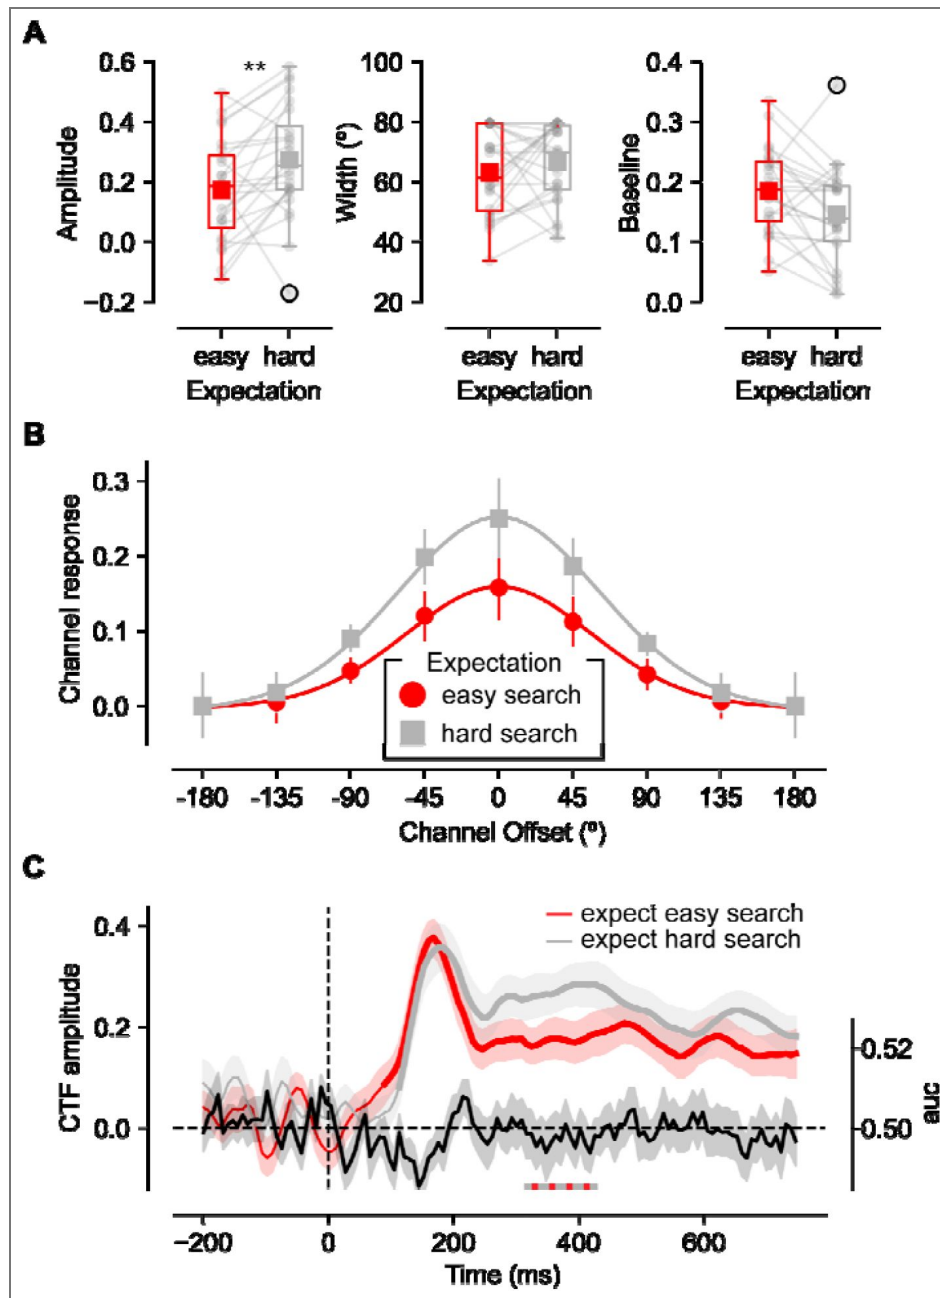 A
**
0.6
0.4
0.2
0.0
−0.2
Amplitude
easy hard
Expectation
100
80
60
40
20
Width (º)
easy hard
Expectation
0.4
0.3
0.2
0.1
0.0
Baseline
easy hard
Expectation
B
0.3
0.2
0.1
0.0
Channel response
Expectation
easy search
hard search
-180 -135 -90 -45 0 45 90 135 180
Channel Offset (º)
C
0.4
0.2
0.0
CTF amplitude
expect easy search
expect hard search
0.52
0.50
auc
−200 0 200 400 600
Time (ms)